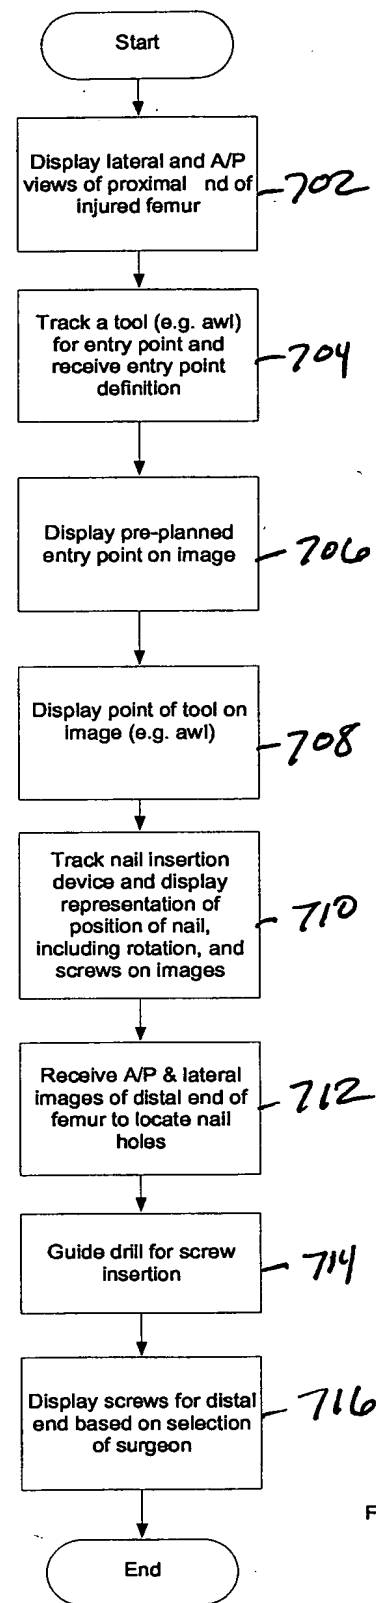 Start
Display lateral and A/P
views of proximal nd of
injured femur
702
Track a tool (e.g. awl)
for entry point and
receive entry point
definition
704
Display pre-planned
entry point on image
706
Display point of tool on
image (e.g. awl)
708
Track nail insertion
device and display
representation of
position of nail,
including rotation, and
screws on images
710
Receive A/P & lateral
images of distal end of
femur to locate nail
holes
712
Guide drill for screw
insertion
714
Display screws for distal
end based on selection
of surgeon
716
F
End